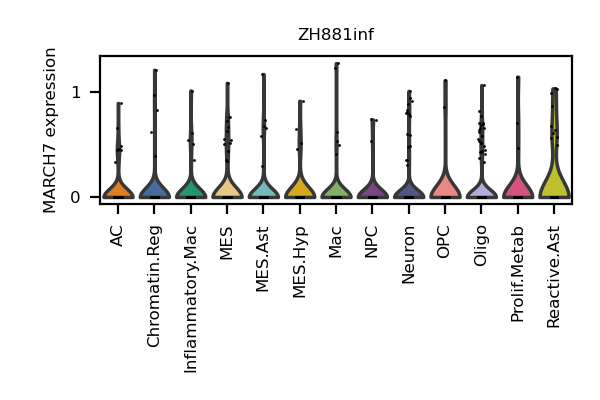 ZH881inf
MARCH7 expression
1
0
AC
Chromatin.Reg
Inflammatory.Mac
MES
MES.Ast
MES.Hyp
Mac
NPC
Neuron
OPC
Oligo
Prolif.Metab
Reactive.Ast